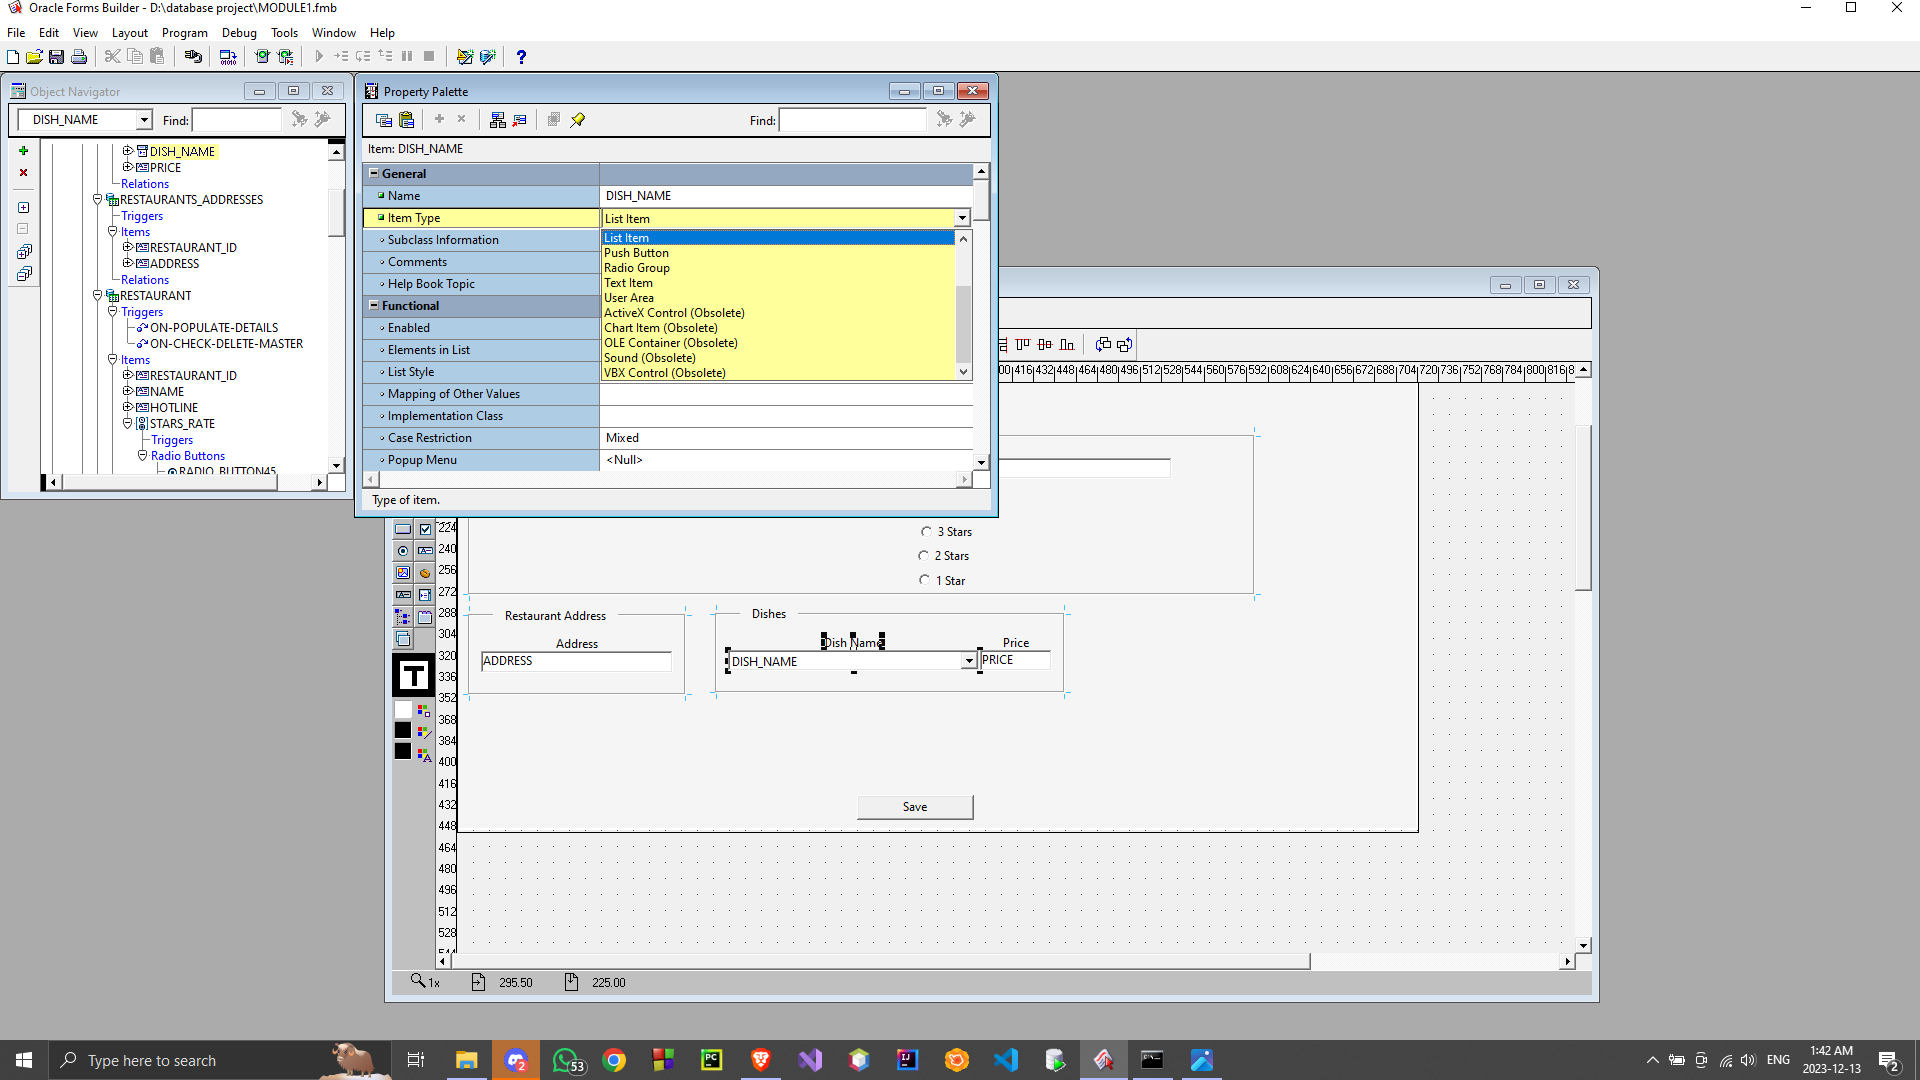 Oracle Forms Builder - D:\database project\MODULE1.fmb
File Edit View Layout Program Debug Tools Window Help
Object Navigator
DISH_NAME Find:
DISH_NAME
PRICE
Relations
RESTAURANTS_ADDRESSES
Triggers
Items
RESTAURANT_ID
ADDRESS
Relations
RESTAURANT
Triggers
ON-POPULATE-DETAILS
ON-CHECK-DELETE-MASTER
Items
RESTAURANT_ID
NAME
HOTLINE
STARS_RATE
Triggers
Radio Buttons
RADIO_BUTTON45
Property Palette
Find:
Item: DISH_NAME
General
Name DISH_NAME
Item Type List Item
Subclass Information
Comments
Help Book Topic
Functional
Enabled
Elements in List
List Style
Mapping of Other Values
Implementation Class
Case Restriction Mixed
Popup Menu <Null>
List Item
Push Button
Radio Group
Text Item
User Area
ActiveX Control (Obsolete)
Chart Item (Obsolete)
OLE Container (Obsolete)
Sound (Obsolete)
VBX Control (Obsolete)
Type of item.
00 416 432 448 464 480 496 512 528 544 560 576 592 608 624 640 656 672 688 704 720 736 752 768 784 800 816 8
224
240
256
272
288
304
320
336
352
368
384
400
416
432
448
464
480
496
512
528
3 Stars
2 Stars
1 Star
Restaurant Address
Address
ADDRESS
Dishes
Dish Name Price
DISH_NAME PRICE
Save
T
1x 295.50 225.00
Type here to search
2
53
PC
IJ
ENG
1:42 AM
2023-12-13
2